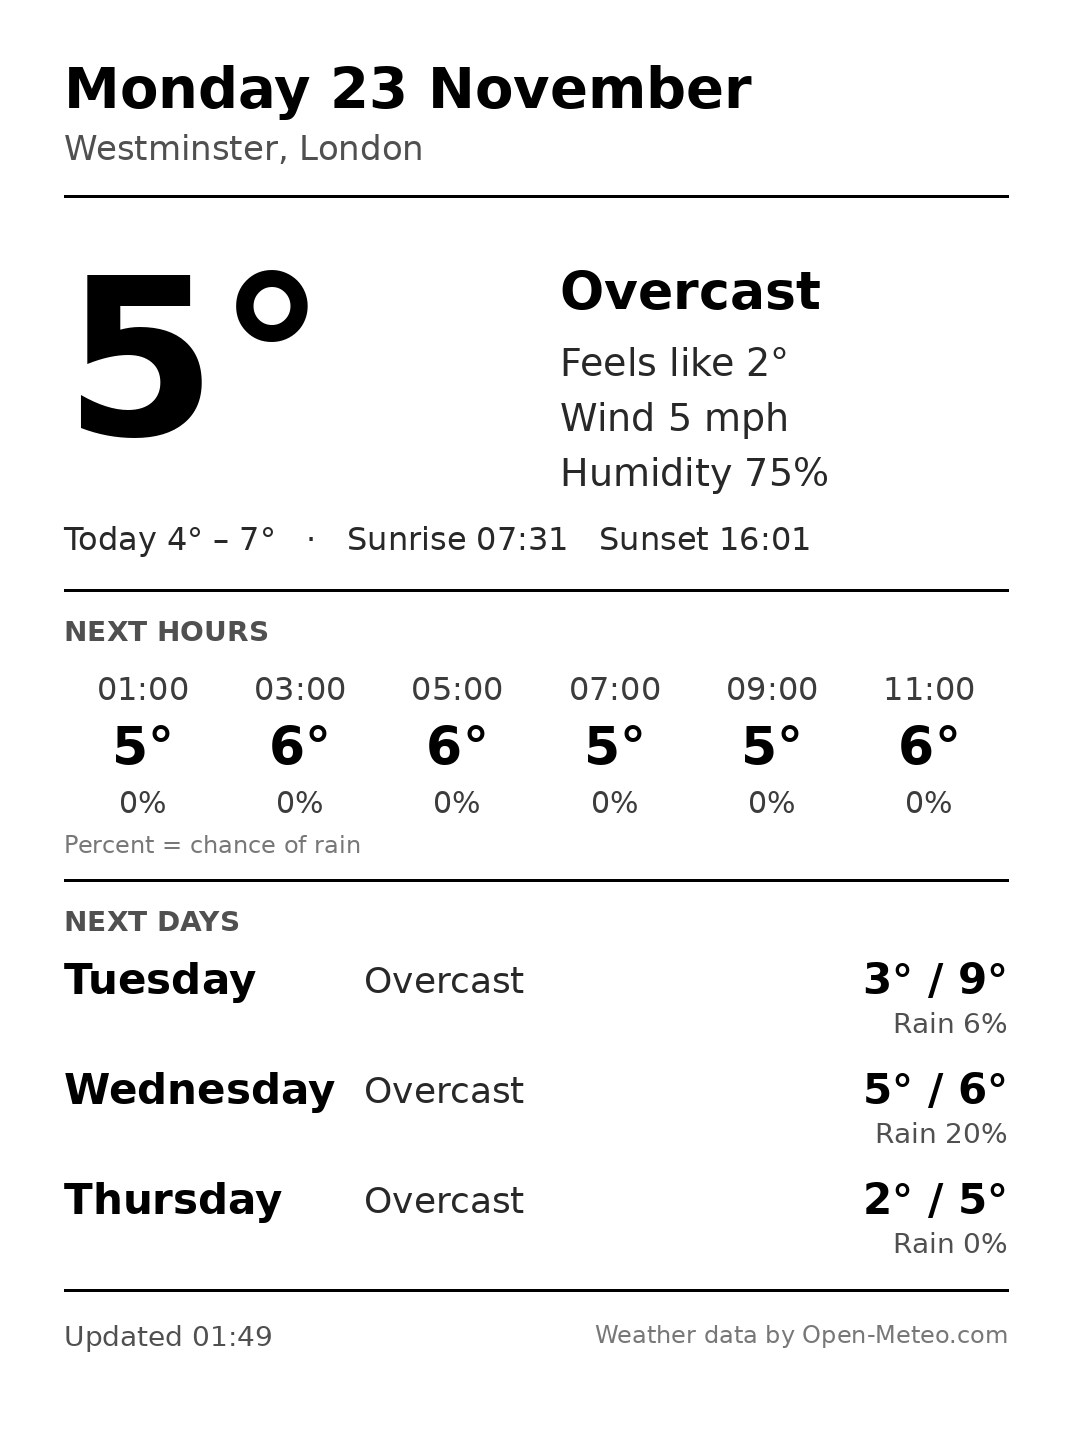 Monday 23 November
Westminster, London
5°
Overcast
Feels like 2°
Wind 5 mph
Humidity 75%
Today 4° – 7° · Sunrise 07:31 Sunset 16:01
NEXT HOURS
01:00 03:00 05:00 07:00 09:00 11:00
5° 6° 6° 5° 5° 6°
0% 0% 0% 0% 0% 0%
Percent = chance of rain
NEXT DAYS
Tuesday Overcast 3° / 9°
Rain 6%
Wednesday Overcast 5° / 6°
Rain 20%
Thursday Overcast 2° / 5°
Rain 0%
Updated 01:49 Weather data by Open-Meteo.com